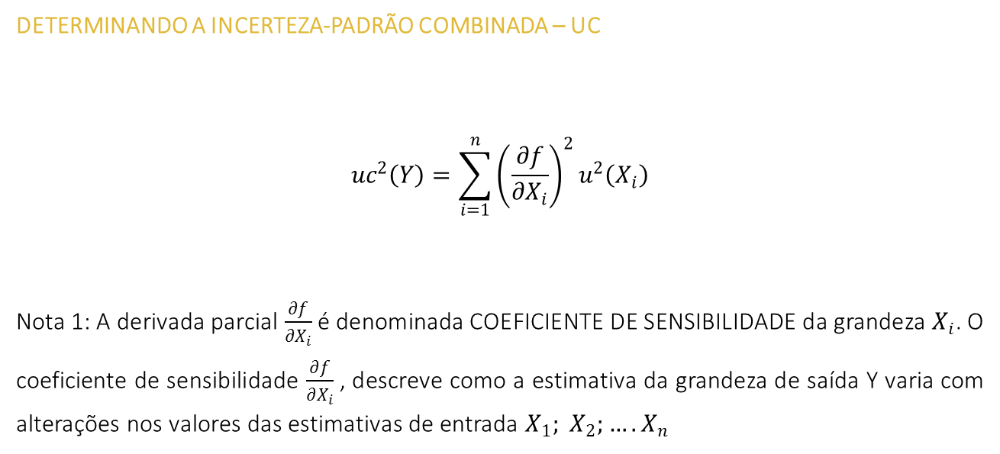 DETERMINANDO A INCERTEZA-PADRÃO COMBINADA – UC
$uc^2(Y) = \sum_{i=1}^{n} \left( \frac{\partial f}{\partial X_i} \right)^2 u^2(X_i)$
Nota 1: A derivada parcial $\frac{\partial f}{\partial X_i}$ é denominada COEFICIENTE DE SENSIBILIDADE da grandeza $X_i$. O
coeficiente de sensibilidade $\frac{\partial f}{\partial X_i}$ , descreve como a estimativa da grandeza de saída Y varia com
alterações nos valores das estimativas de entrada $X_1$; $X_2$; .... $X_n$